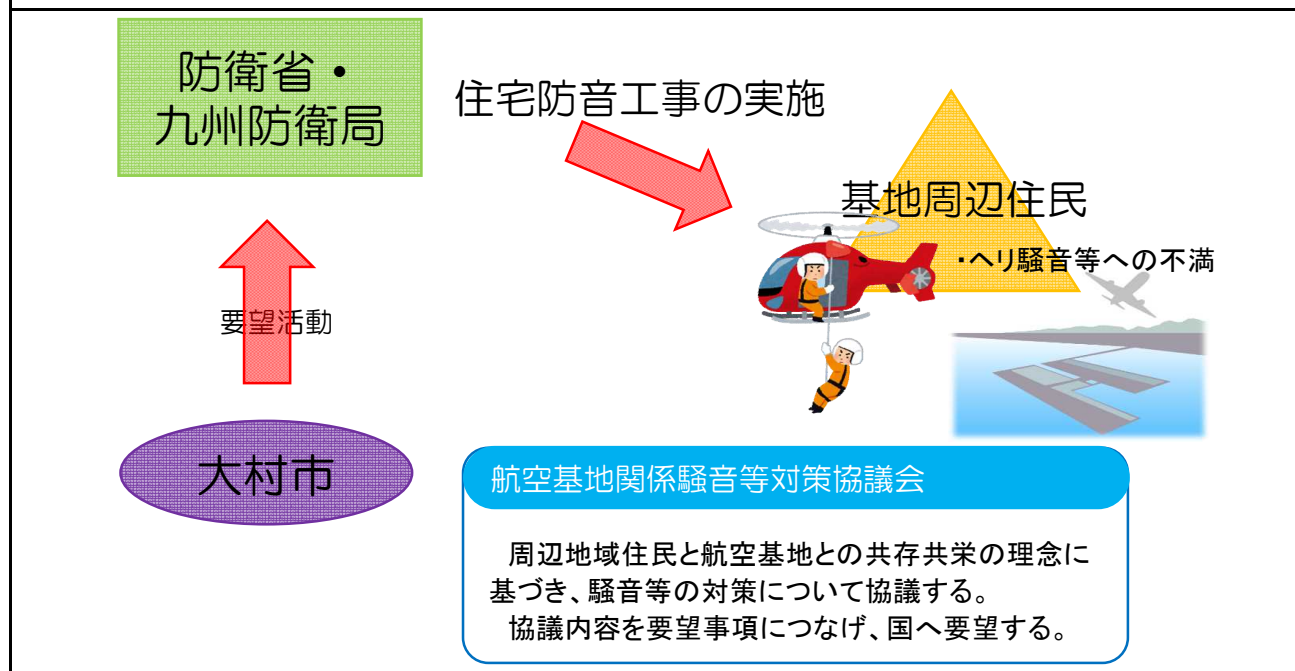 防衛省・
九州防衛局
住宅防音工事の実施
基地周辺住民
・ヘリ騒音等への不満
要望活動
大村市
航空基地関係騒音等対策協議会
周辺地域住民と航空基地との共存共栄の理念に
基づき、騒音等の対策について協議する。
協議内容を要望事項につなげ、国へ要望する。